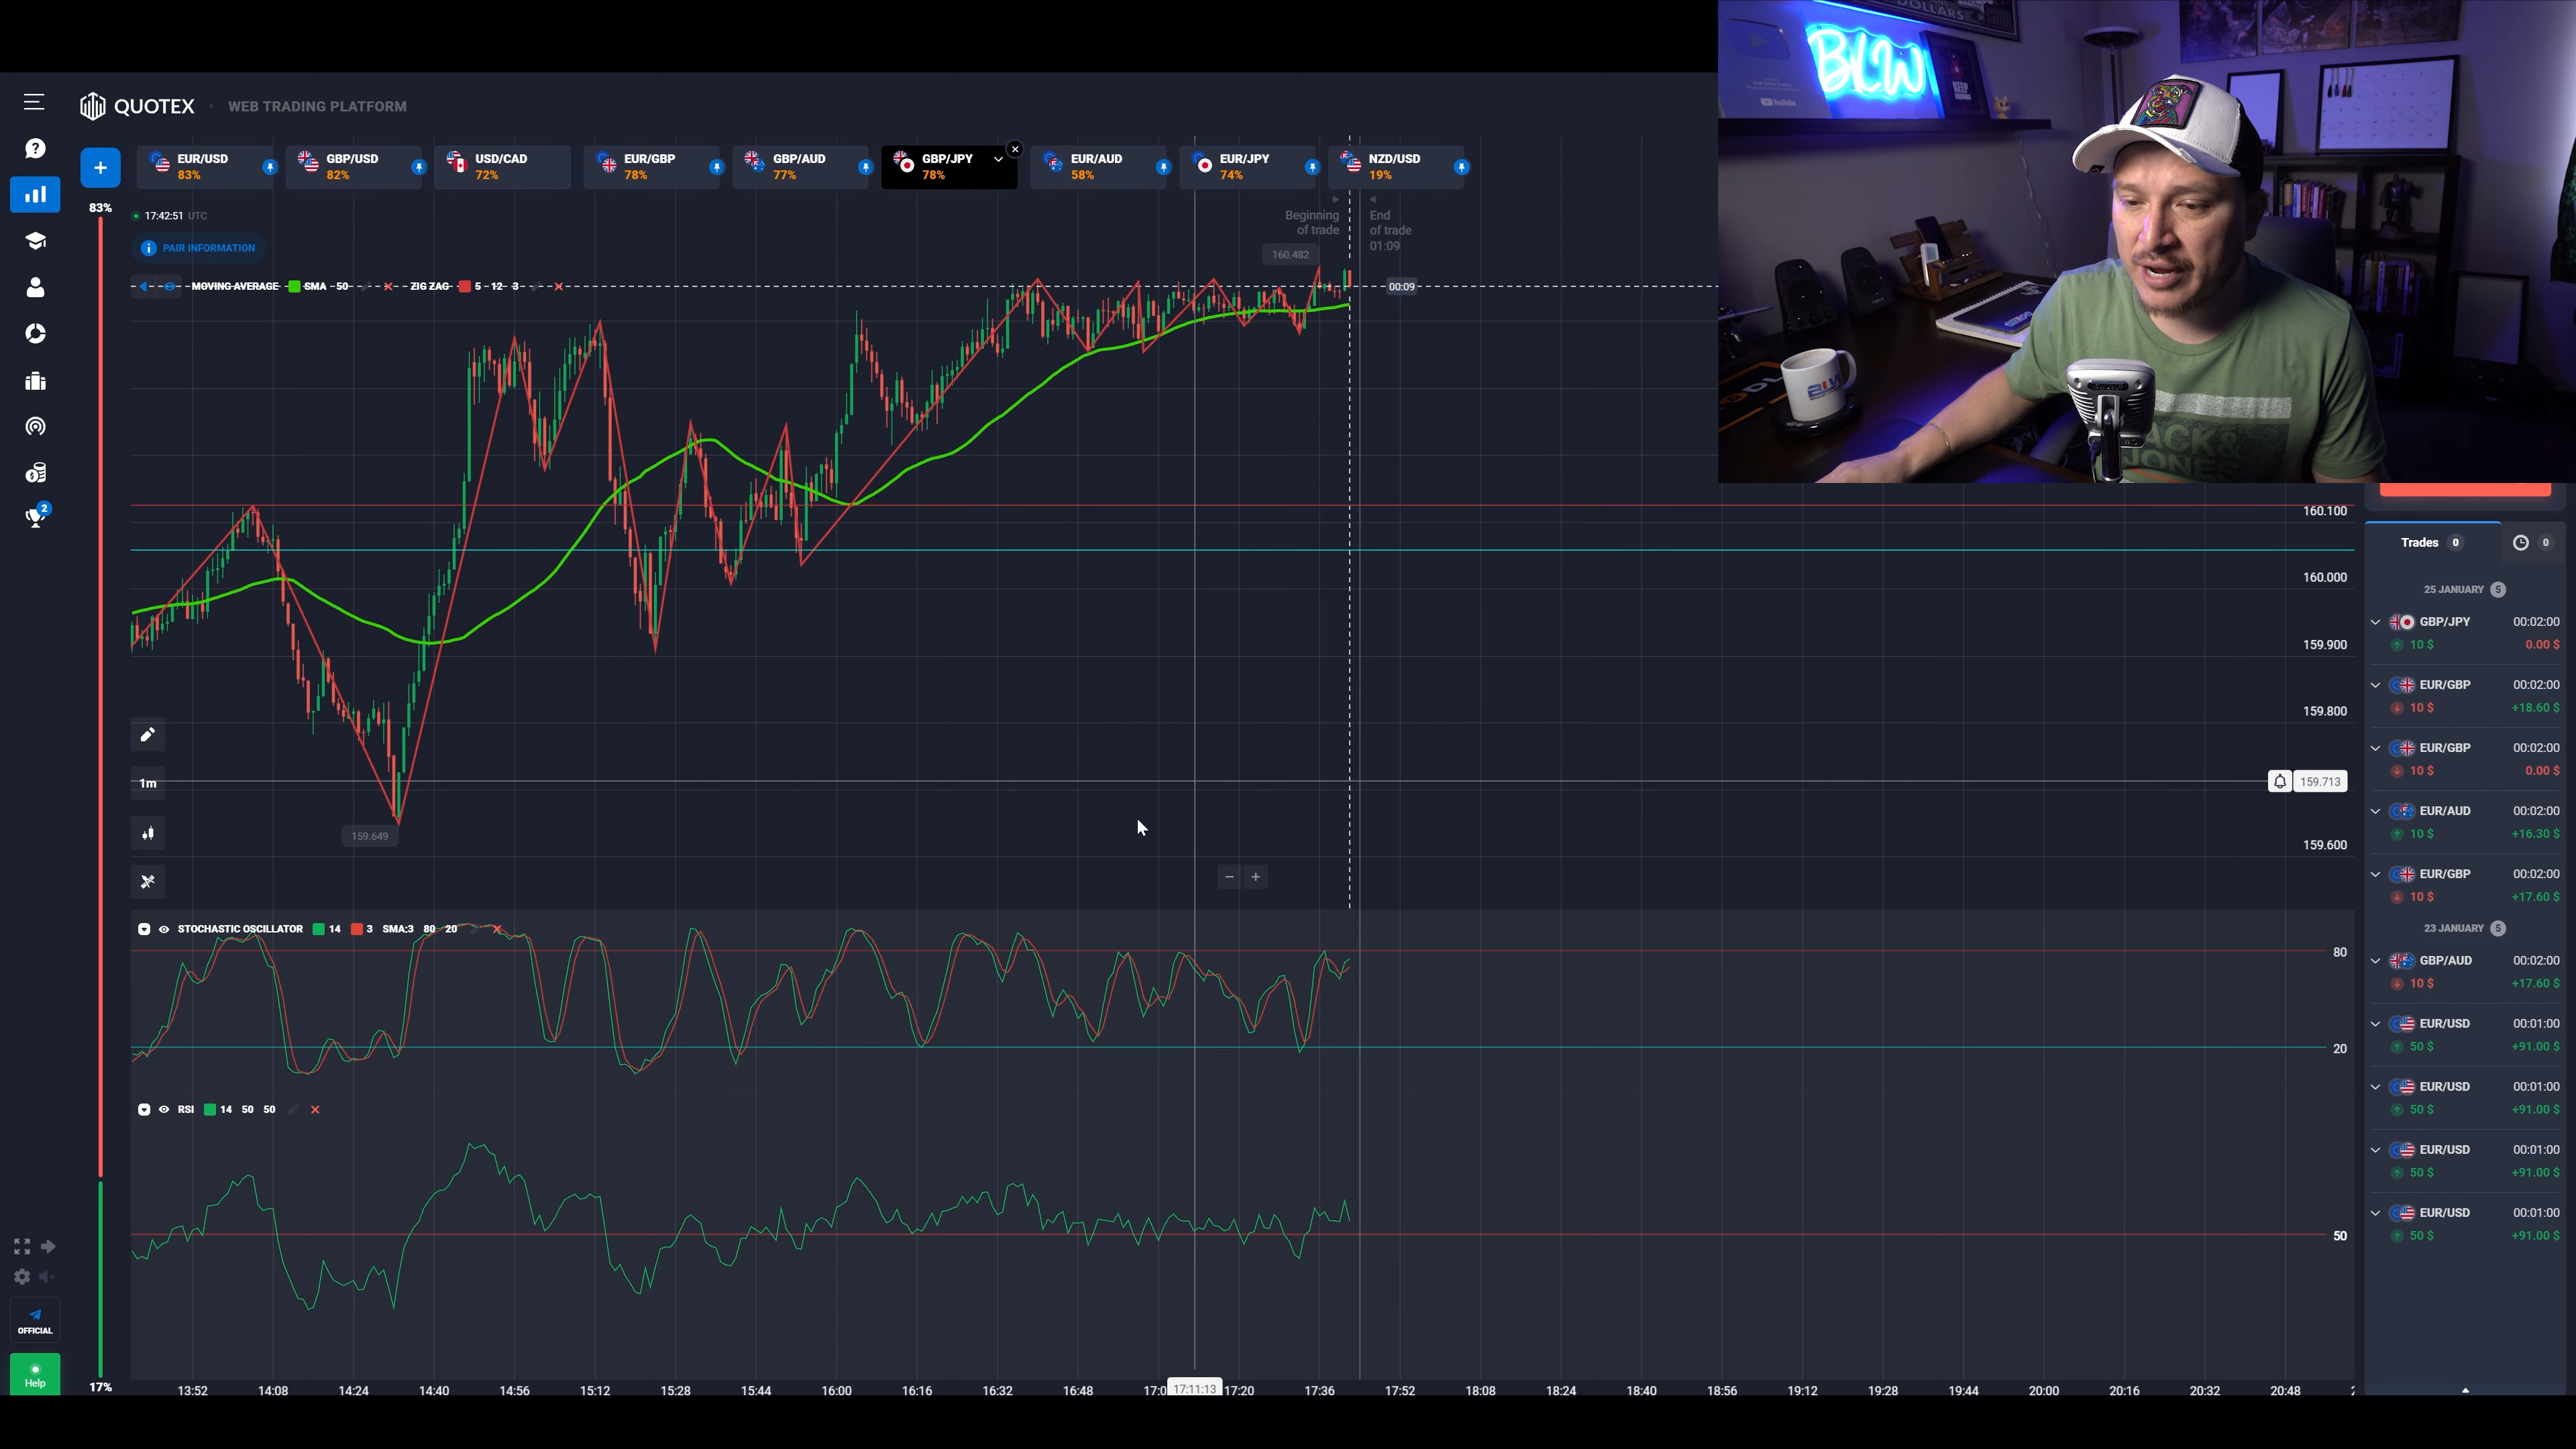 QUOTEX
WEB TRADING PLATFORM
DOLLARS
BLW
KEEP
YouTube
BLW
JACK&
JONES
EUR/USD
83%
GBP/USD
82%
USD/CAD
72%
EUR/GBP
78%
GBP/AUD
77%
GBP/JPY
78%
EUR/AUD
58%
EUR/JPY
74%
NZD/USD
19%
83%
17:42:51 UTC
PAIR INFORMATION
Beginning
of trade
End
of trade
01:09
160.482
MOVING AVERAGE SMA 50 ZIG ZAG 5 12 3
00:09
2
160.100
160.000
159.900
159.800
159.713
159.600
1m
159.649
STOCHASTIC OSCILLATOR 14 3 SMA:3 80 20
80
20
RSI 14 50 50
50
OFFICIAL
Help
17%
13:52 14:08 14:24 14:40 14:56 15:12 15:28 15:44 16:00 16:16 16:32 16:48 17:11:13 17:20 17:36 17:52 18:08 18:24 18:40 18:56 19:12 19:28 19:44 20:00 20:16 20:32 20:48
Trades 0 0
25 JANUARY 5
GBP/JPY 00:02:00
10 $ 0.00 $
EUR/GBP 00:02:00
10 $ +18.60 $
EUR/GBP 00:02:00
10 $ 0.00 $
EUR/AUD 00:02:00
10 $ +16.30 $
EUR/GBP 00:02:00
10 $ +17.60 $
23 JANUARY 5
GBP/AUD 00:02:00
10 $ +17.60 $
EUR/USD 00:01:00
50 $ +91.00 $
EUR/USD 00:01:00
50 $ +91.00 $
EUR/USD 00:01:00
50 $ +91.00 $
EUR/USD 00:01:00
50 $ +91.00 $